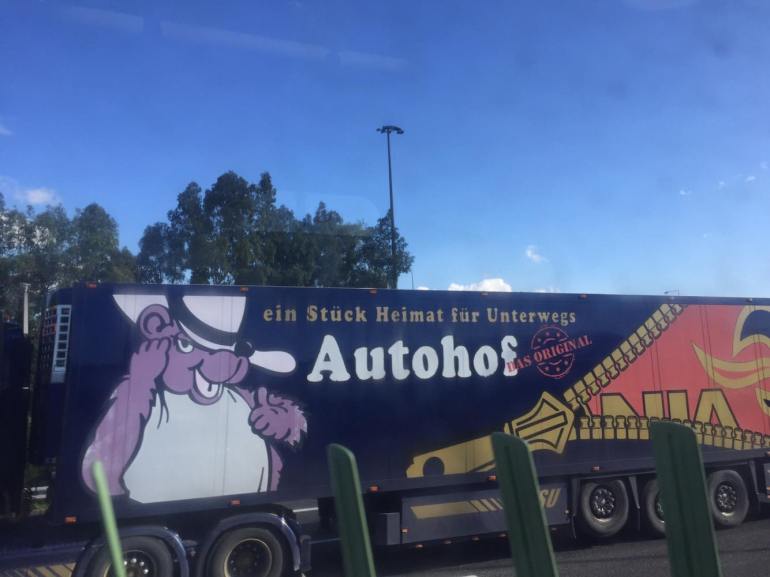 ein Stück Heimat für Unterwegs
Autohof
DAS ORIGINAL